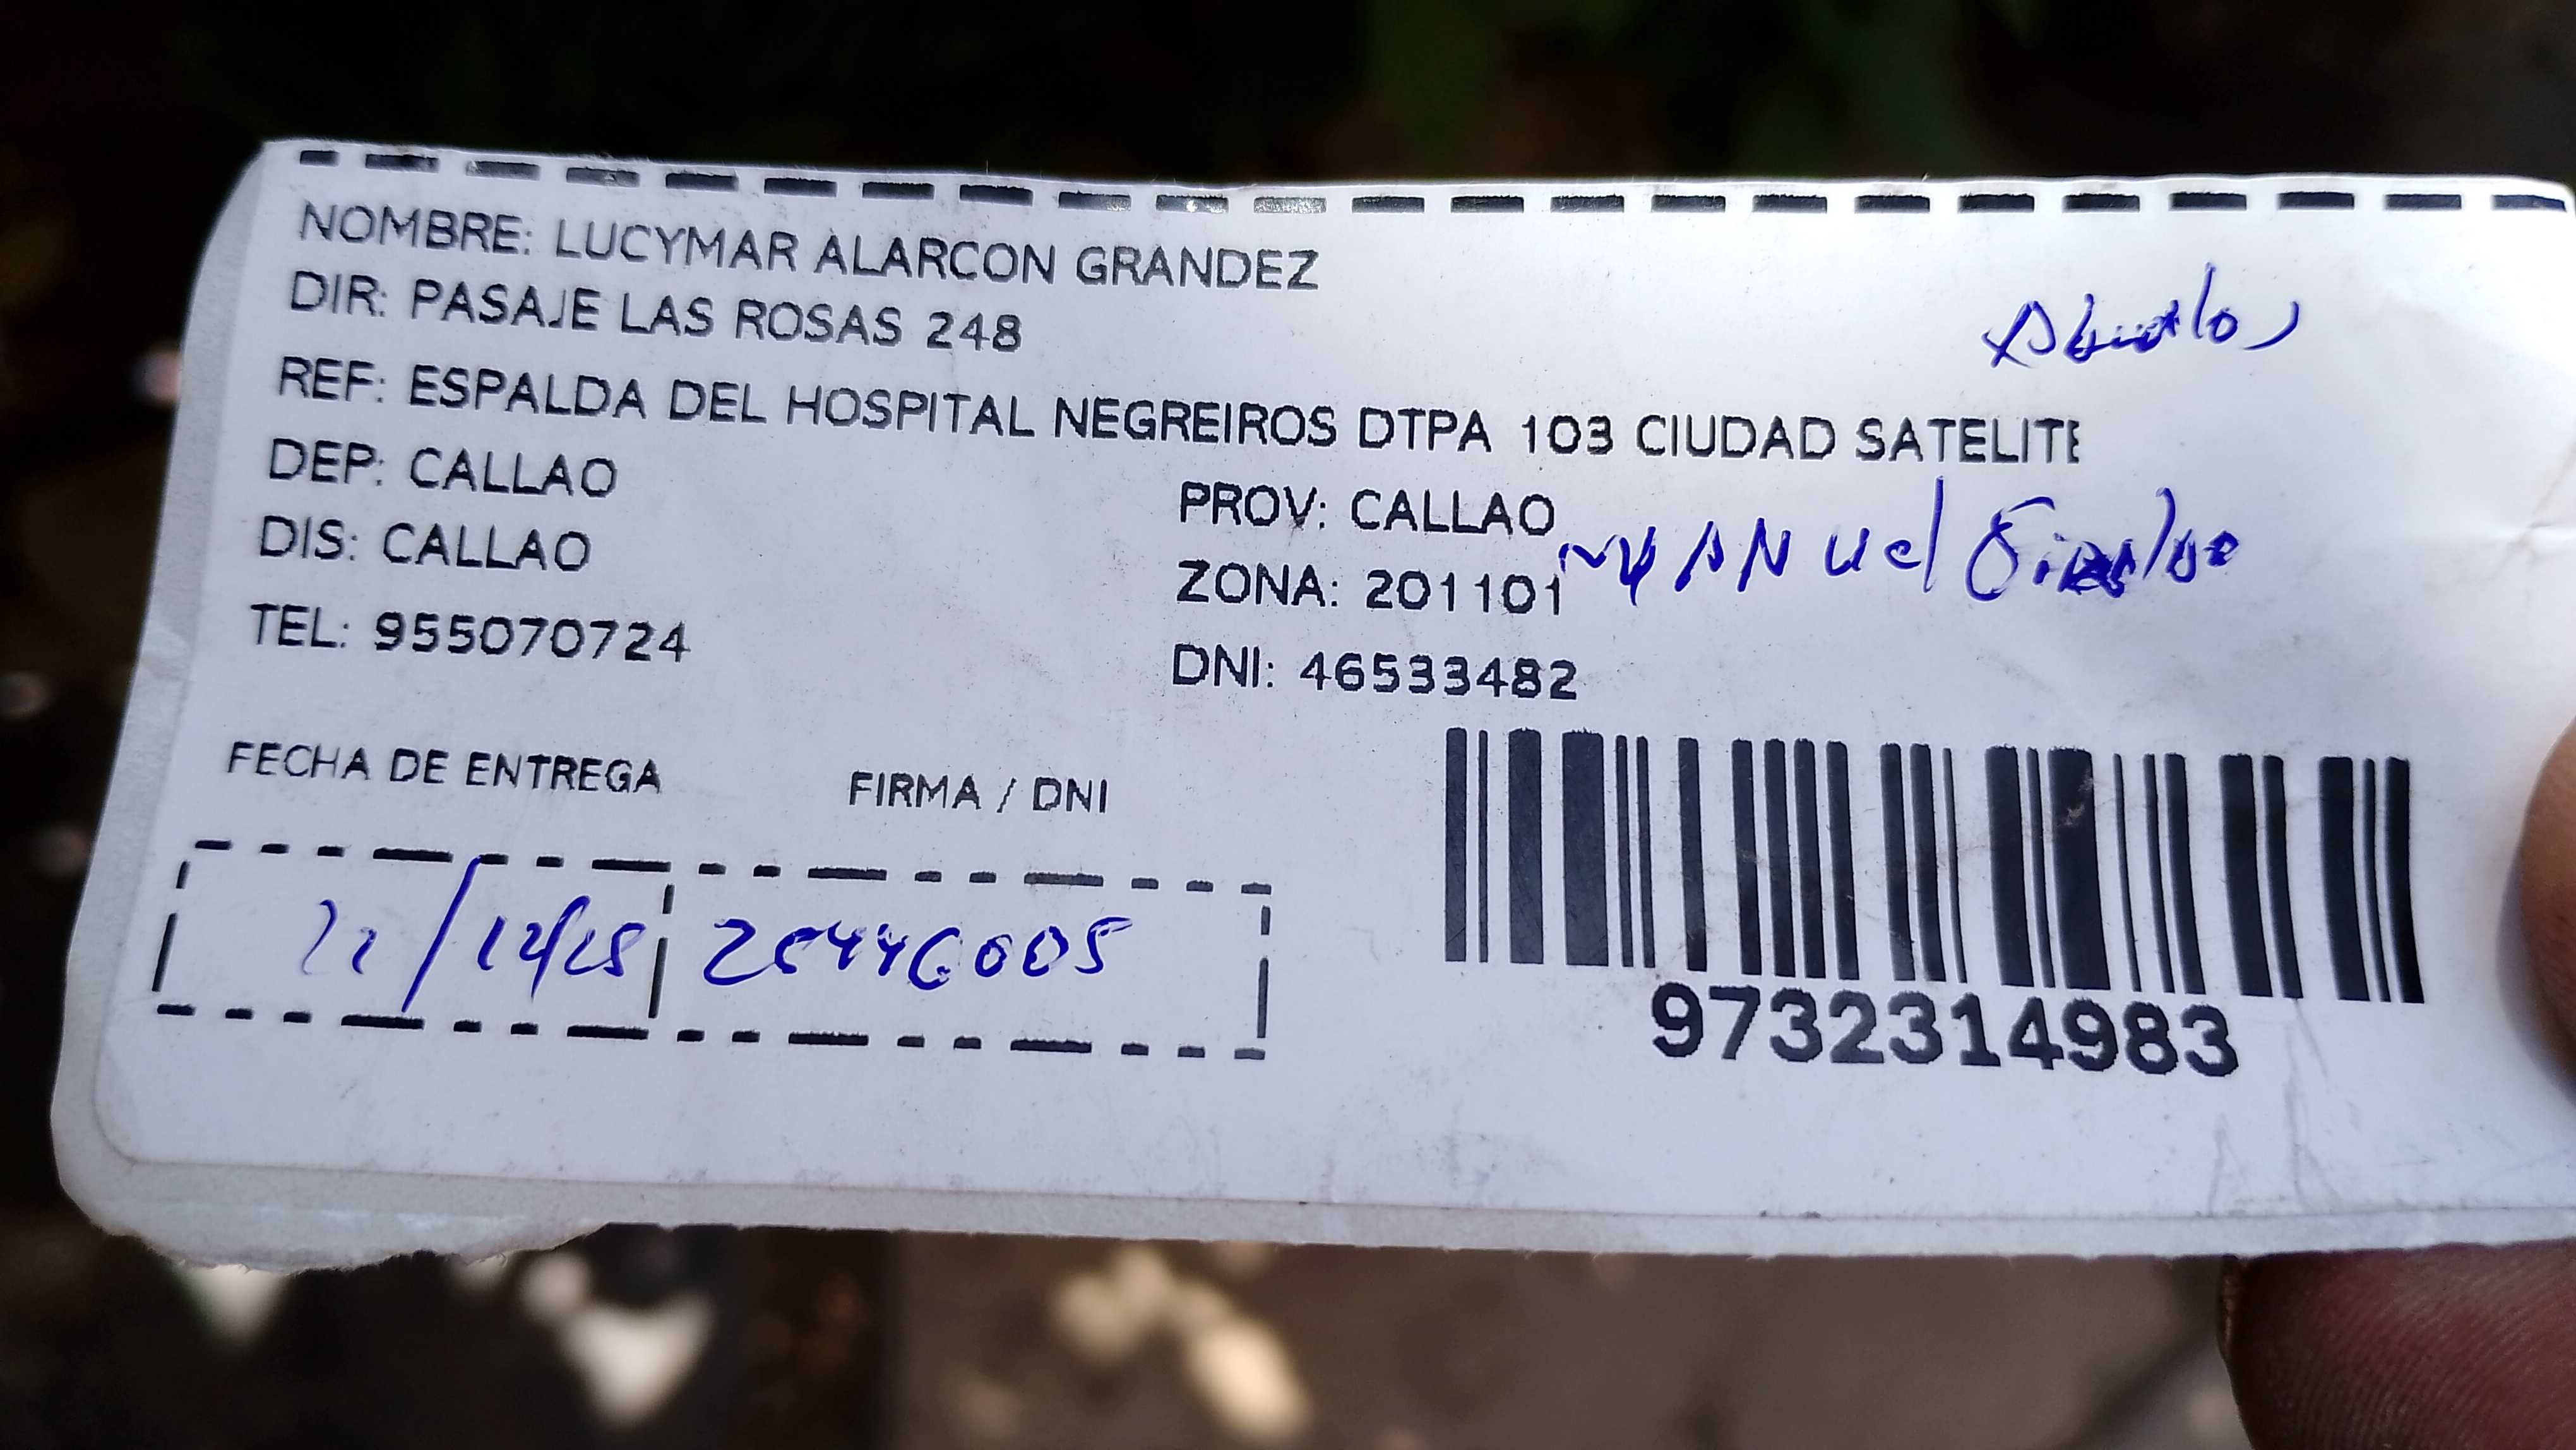 NOMBRE: LUCYMAR ALARCON GRANDEZ
DIR: PASAJE LAS ROSAS 248
REF: ESPALDA DEL HOSPITAL NEGREIROS DTPA 103 CIUDAD SATELITE
DEP: CALLAO
PROV: CALLAO
MANUel
DIS: CALLAO
ZONA: 201101
TEL: 955070724
DNI: 46533482
FECHA DE ENTREGA
FIRMA / DNI
9732314983